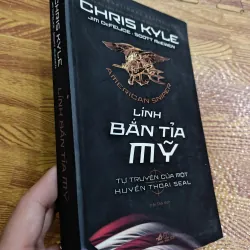 CHRIS KYLE
JIM DeFELICE - SCOTT McEWEN
AMERICAN SNIPER
LÍNH
BẮN TỈA
MỸ
TỰ TRUYỆN CỦA MỘT
HUYỀN THOẠI SEAL
CHRIS KYLE
LÍNH BẮN TỈA MỸ